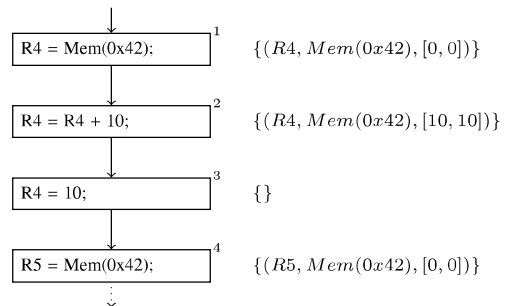 1
R4 = Mem(0x42); {(R4, Mem(0x42), [0, 0])}
2
R4 = R4 + 10; {(R4, Mem(0x42), [10, 10])}
3
R4 = 10; {}
4
R5 = Mem(0x42); {(R5, Mem(0x42), [0, 0])}